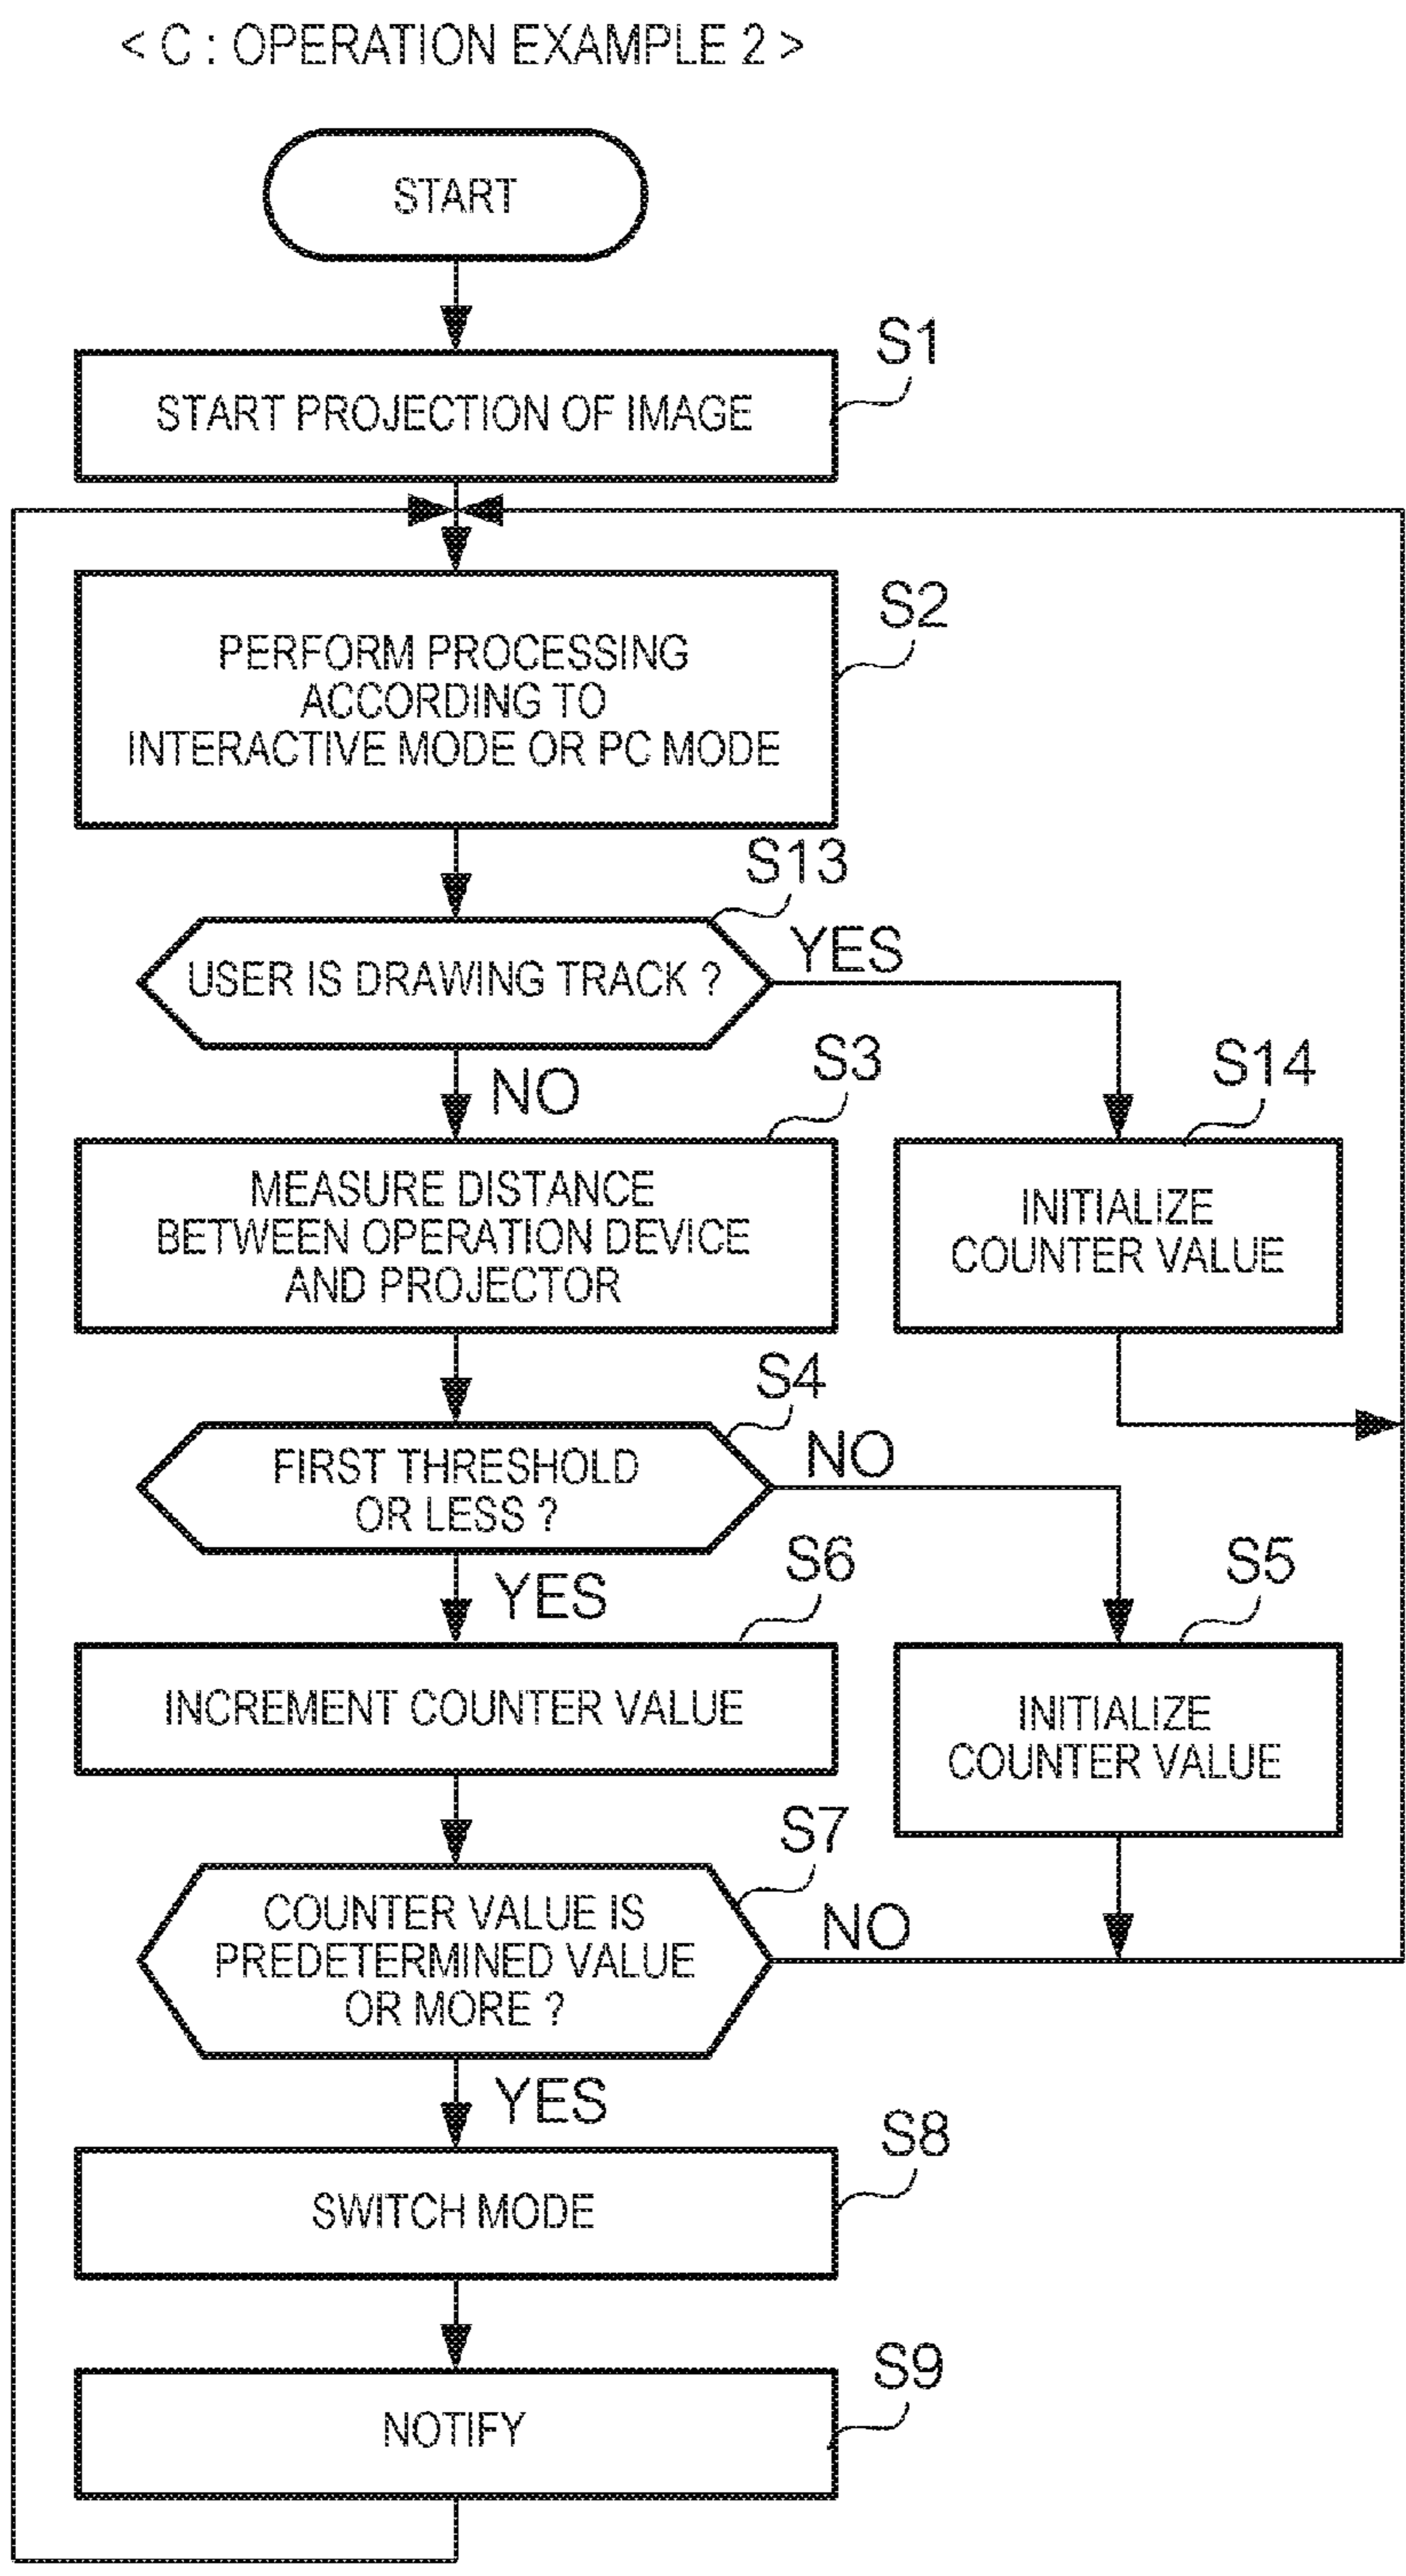 < C : OPERATION EXAMPLE 2 >
START
S1
START PROJECTION OF IMAGE
S2
PERFORM PROCESSING
ACCORDING TO
INTERACTIVE MODE OR PC MODE
S13
USER IS DRAWING TRACK ?
YES
NO
S3
S14
MEASURE DISTANCE
BETWEEN OPERATION DEVICE
AND PROJECTOR
INITIALIZE
COUNTER VALUE
S4
FIRST THRESHOLD
OR LESS ?
NO
YES
S6
S5
INCREMENT COUNTER VALUE
INITIALIZE
COUNTER VALUE
S7
COUNTER VALUE IS
PREDETERMINED VALUE
OR MORE ?
NO
YES
S8
SWITCH MODE
S9
NOTIFY